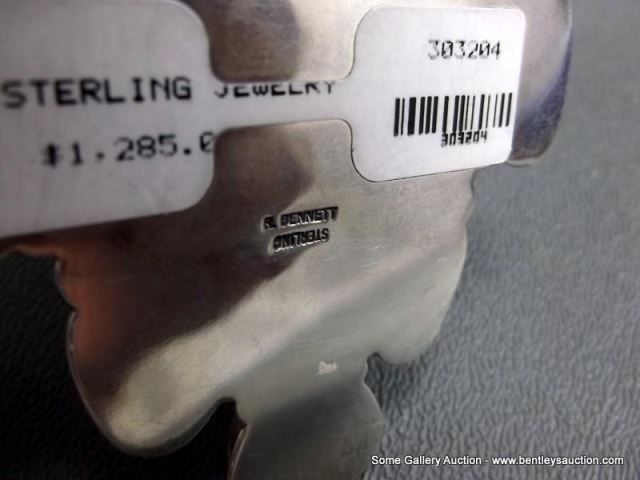 STERLING JEWELRY
$1,285.0
303204
303204
R. BENNETT
STERLING
Some Gallery Auction - www.bentleysauction.com